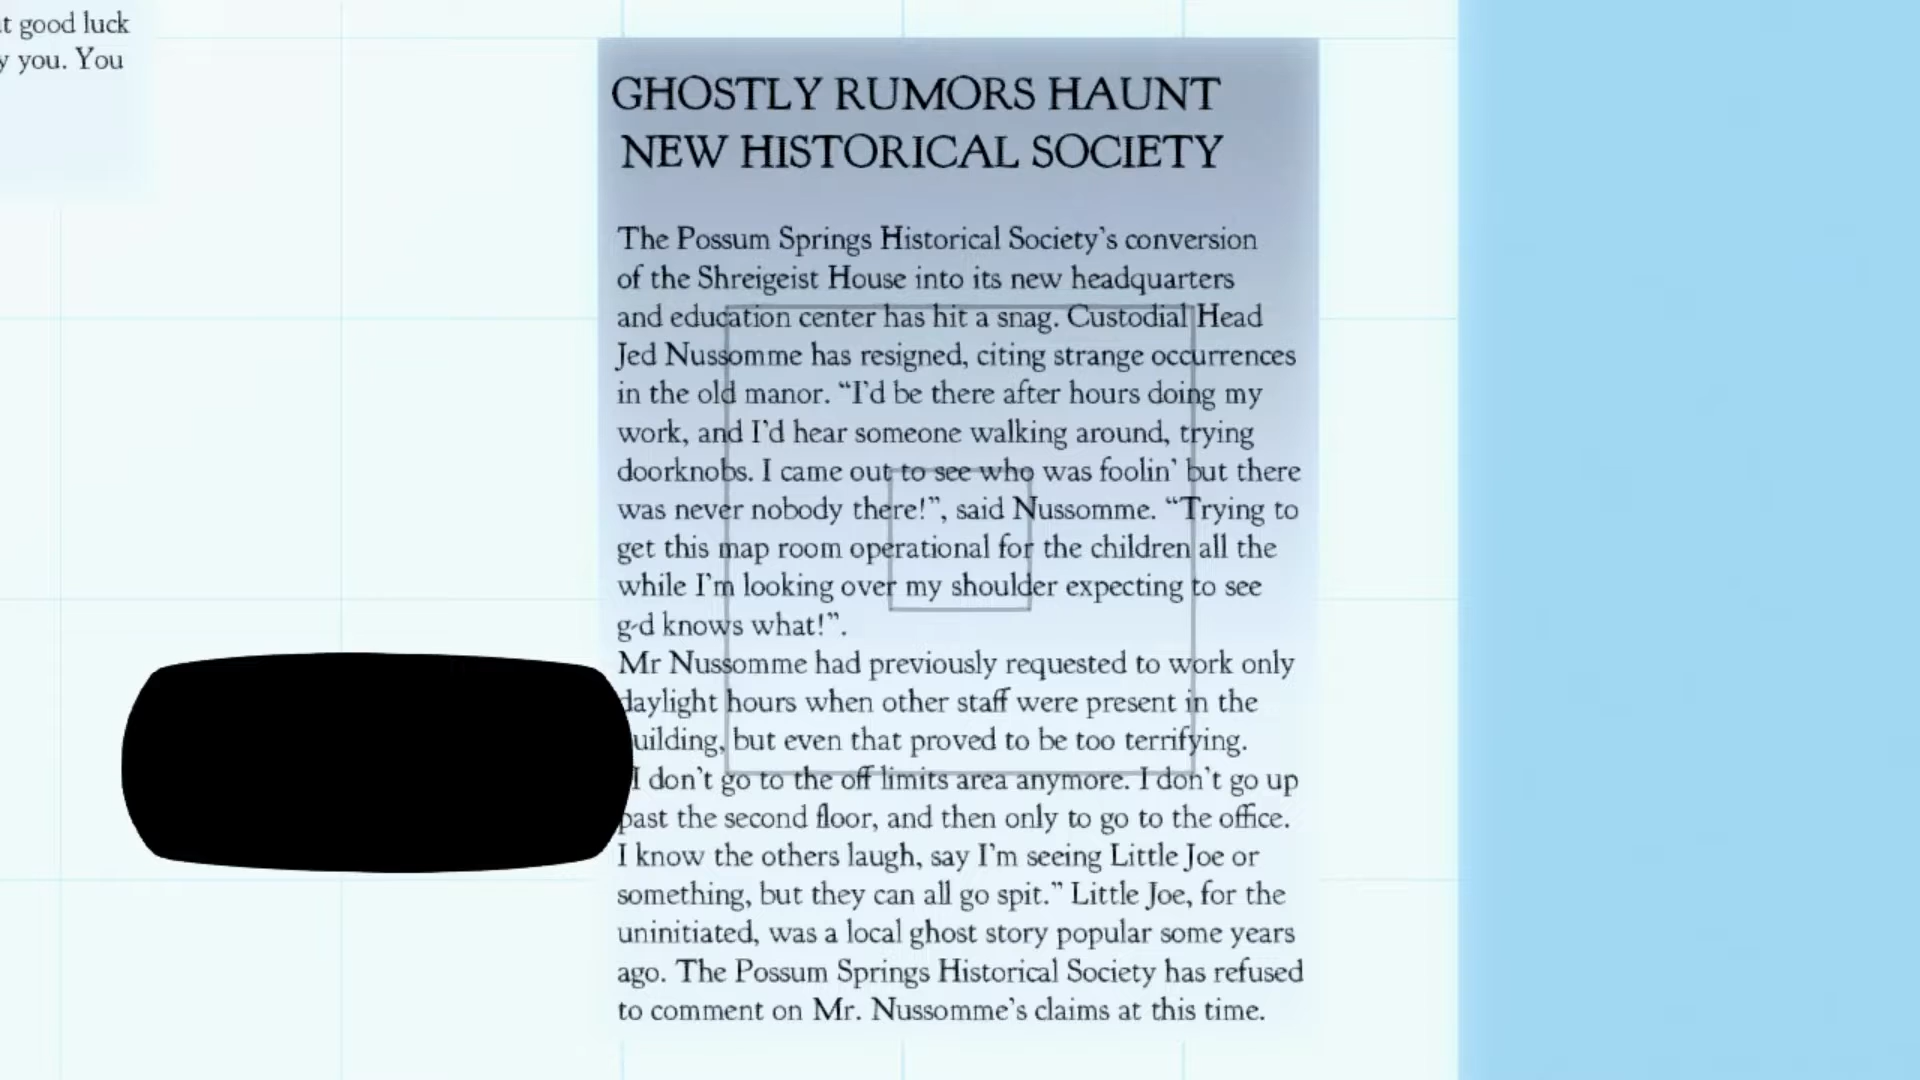 t good luck
y you. You
GHOSTLY RUMORS HAUNT
NEW HISTORICAL SOCIETY
The Possum Springs Historical Society's conversion
of the Shreigeist House into its new headquarters
and education center has hit a snag. Custodial Head
Jed Nussomme has resigned, citing strange occurrences
in the old manor. “I'd be there after hours doing my
work, and I'd hear someone walking around, trying
doorknobs. I came out to see who was foolin' but there
was never nobody there!”, said Nussomme. “Trying to
get this map room operational for the children all the
while I'm looking over my shoulder expecting to see
g-d knows what!”.
Mr Nussomme had previously requested to work only
daylight hours when other staff were present in the
uilding, but even that proved to be too terrifying.
I don't go to the off limits area anymore. I don't go up
past the second floor, and then only to go to the office.
I know the others laugh, say I'm seeing Little Joe or
something, but they can all go spit.” Little Joe, for the
uninitiated, was a local ghost story popular some years
ago. The Possum Springs Historical Society has refused
to comment on Mr. Nussomme's claims at this time.